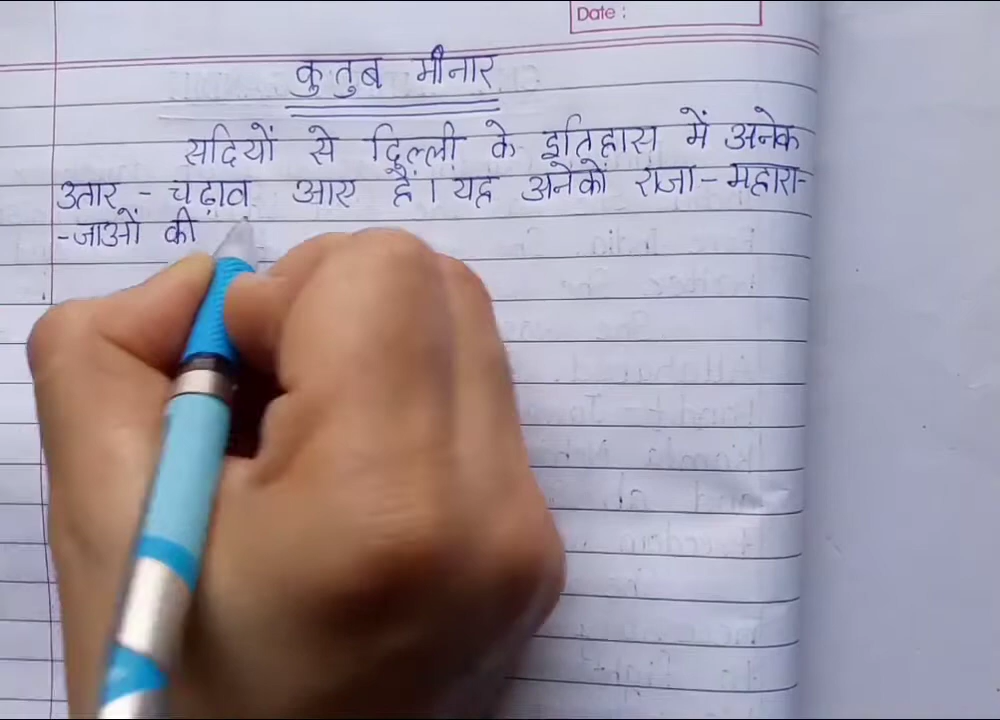 Date :
कुतुब मीनार
सदियों से दिल्ली के इतिहास में अनेक
उतार - चढ़ाव आए हैं। यह अनेकों राजा - महारा-
-जाओं की